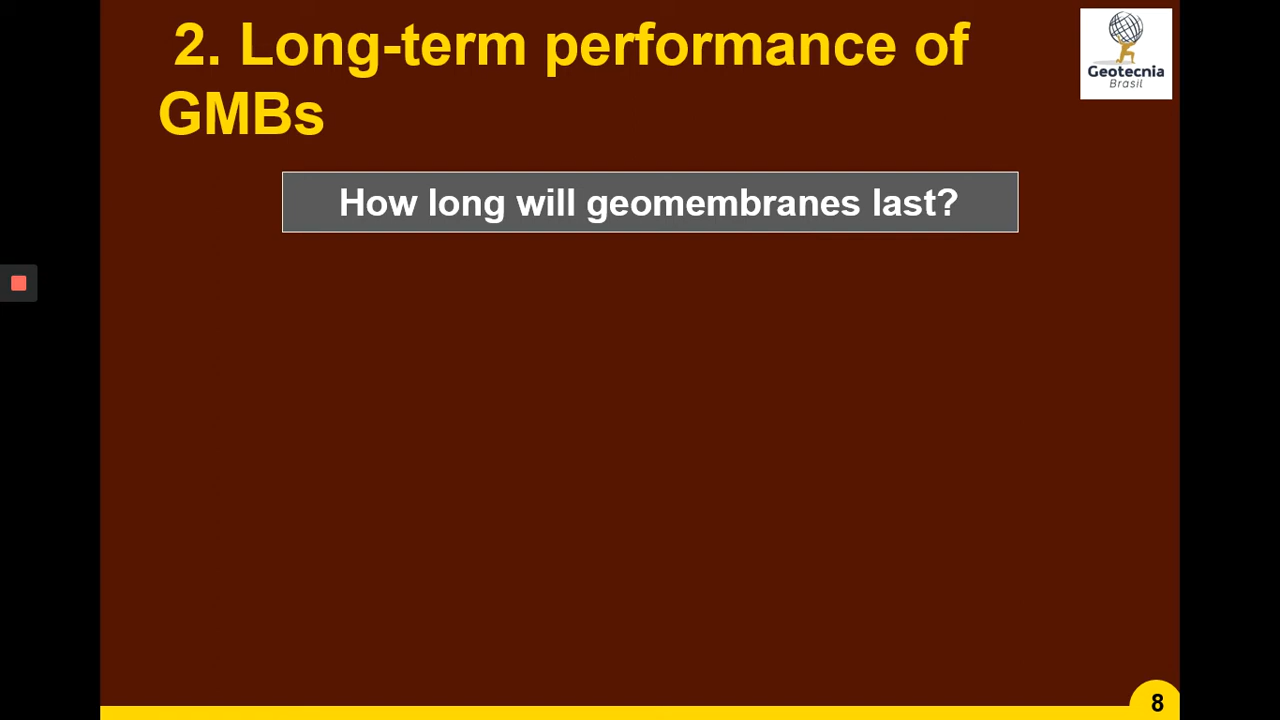 2. Long-term performance of
GMBs
Geotecnia
Brasil
How long will geomembranes last?
8